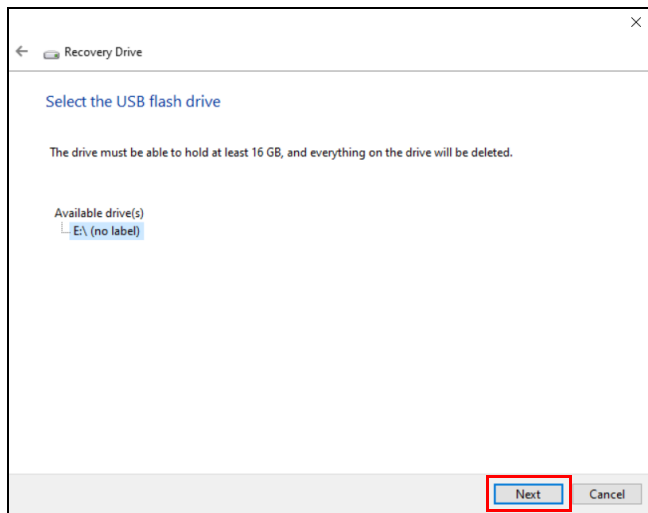 Recovery Drive
Select the USB flash drive
The drive must be able to hold at least 16 GB, and everything on the drive will be deleted.
Available drive(s)
E:\ (no label)
Next
Cancel